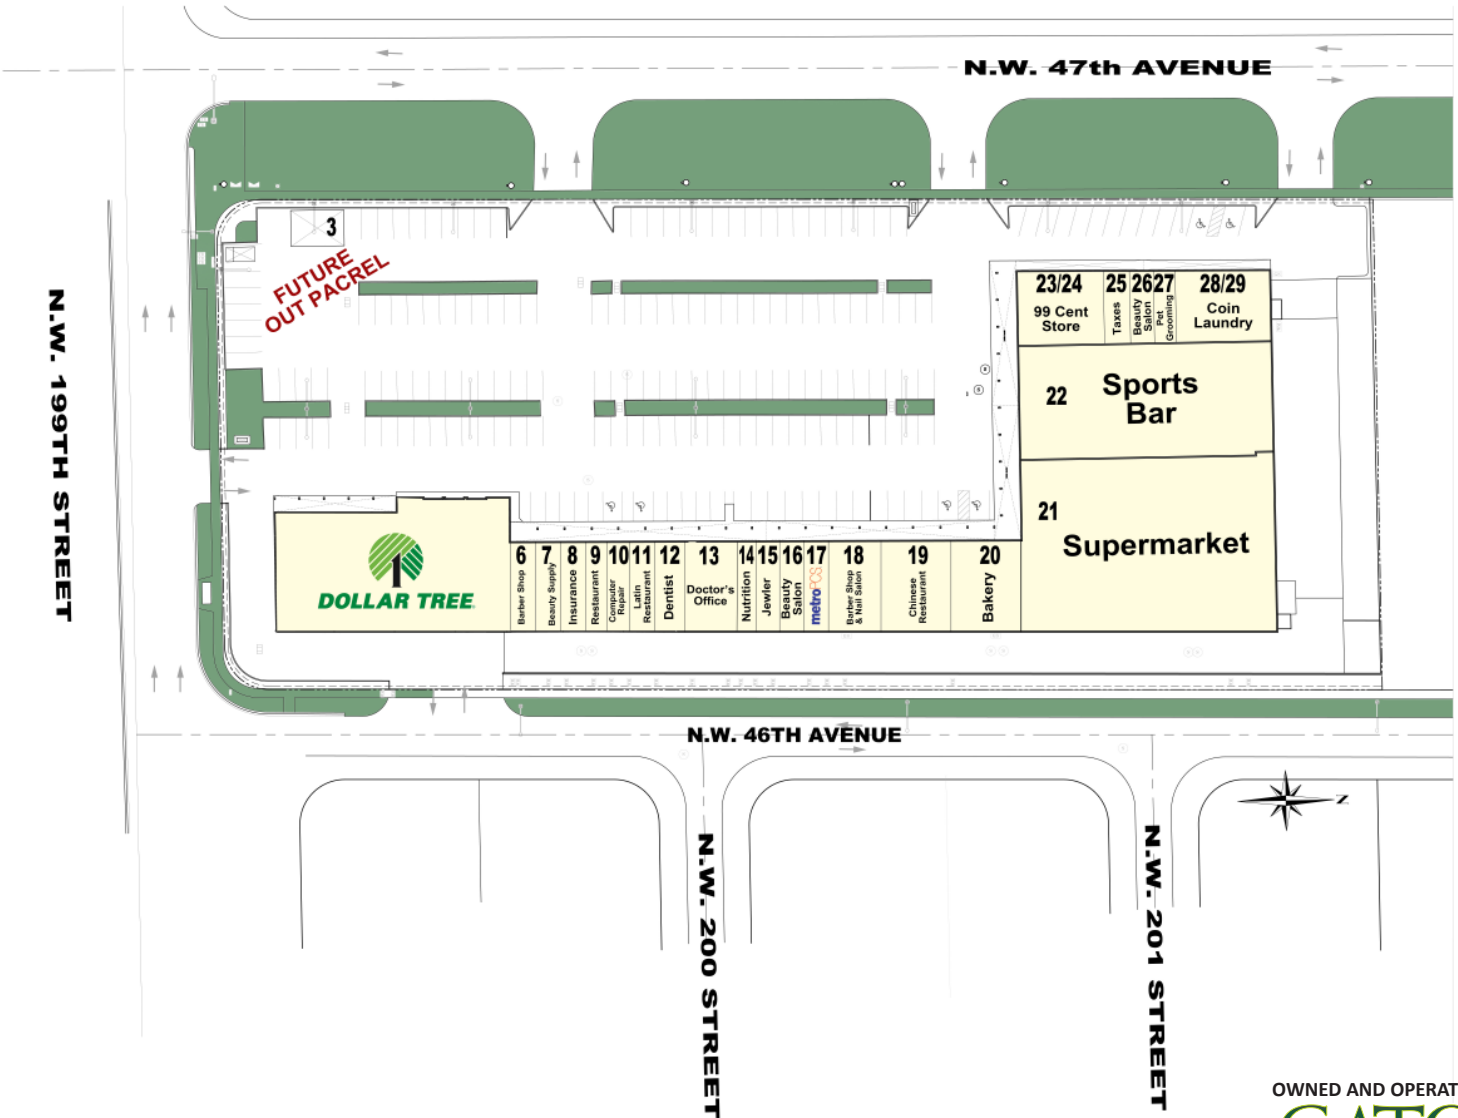 N.W. 47th AVENUE
3
FUTURE
OUT PACREL
N.W. 199TH STREET
23/24
99 Cent
Store
25
Taxes
26
Beauty
Salon
27
Pet
Grooming
28/29
Coin
Laundry
22
Sports
Bar
21
Supermarket
1
DOLLAR TREE
6
Barber Shop
7
Beauty Supply
8
Insurance
9
Restaurant
10
Computer
Repair
11
Latin
Restaurant
12
Dentist
13
Doctor's
Office
14
Nutrition
15
Jewler
16
Beauty
Salon
17
metroPCS
18
Barber Shop
& Nail Salon
19
Chinese
Restaurant
20
Bakery
N.W. 46TH AVENUE
N.W. 200 STREET
N.W. 201 STREET
N
OWNED AND OPERAT